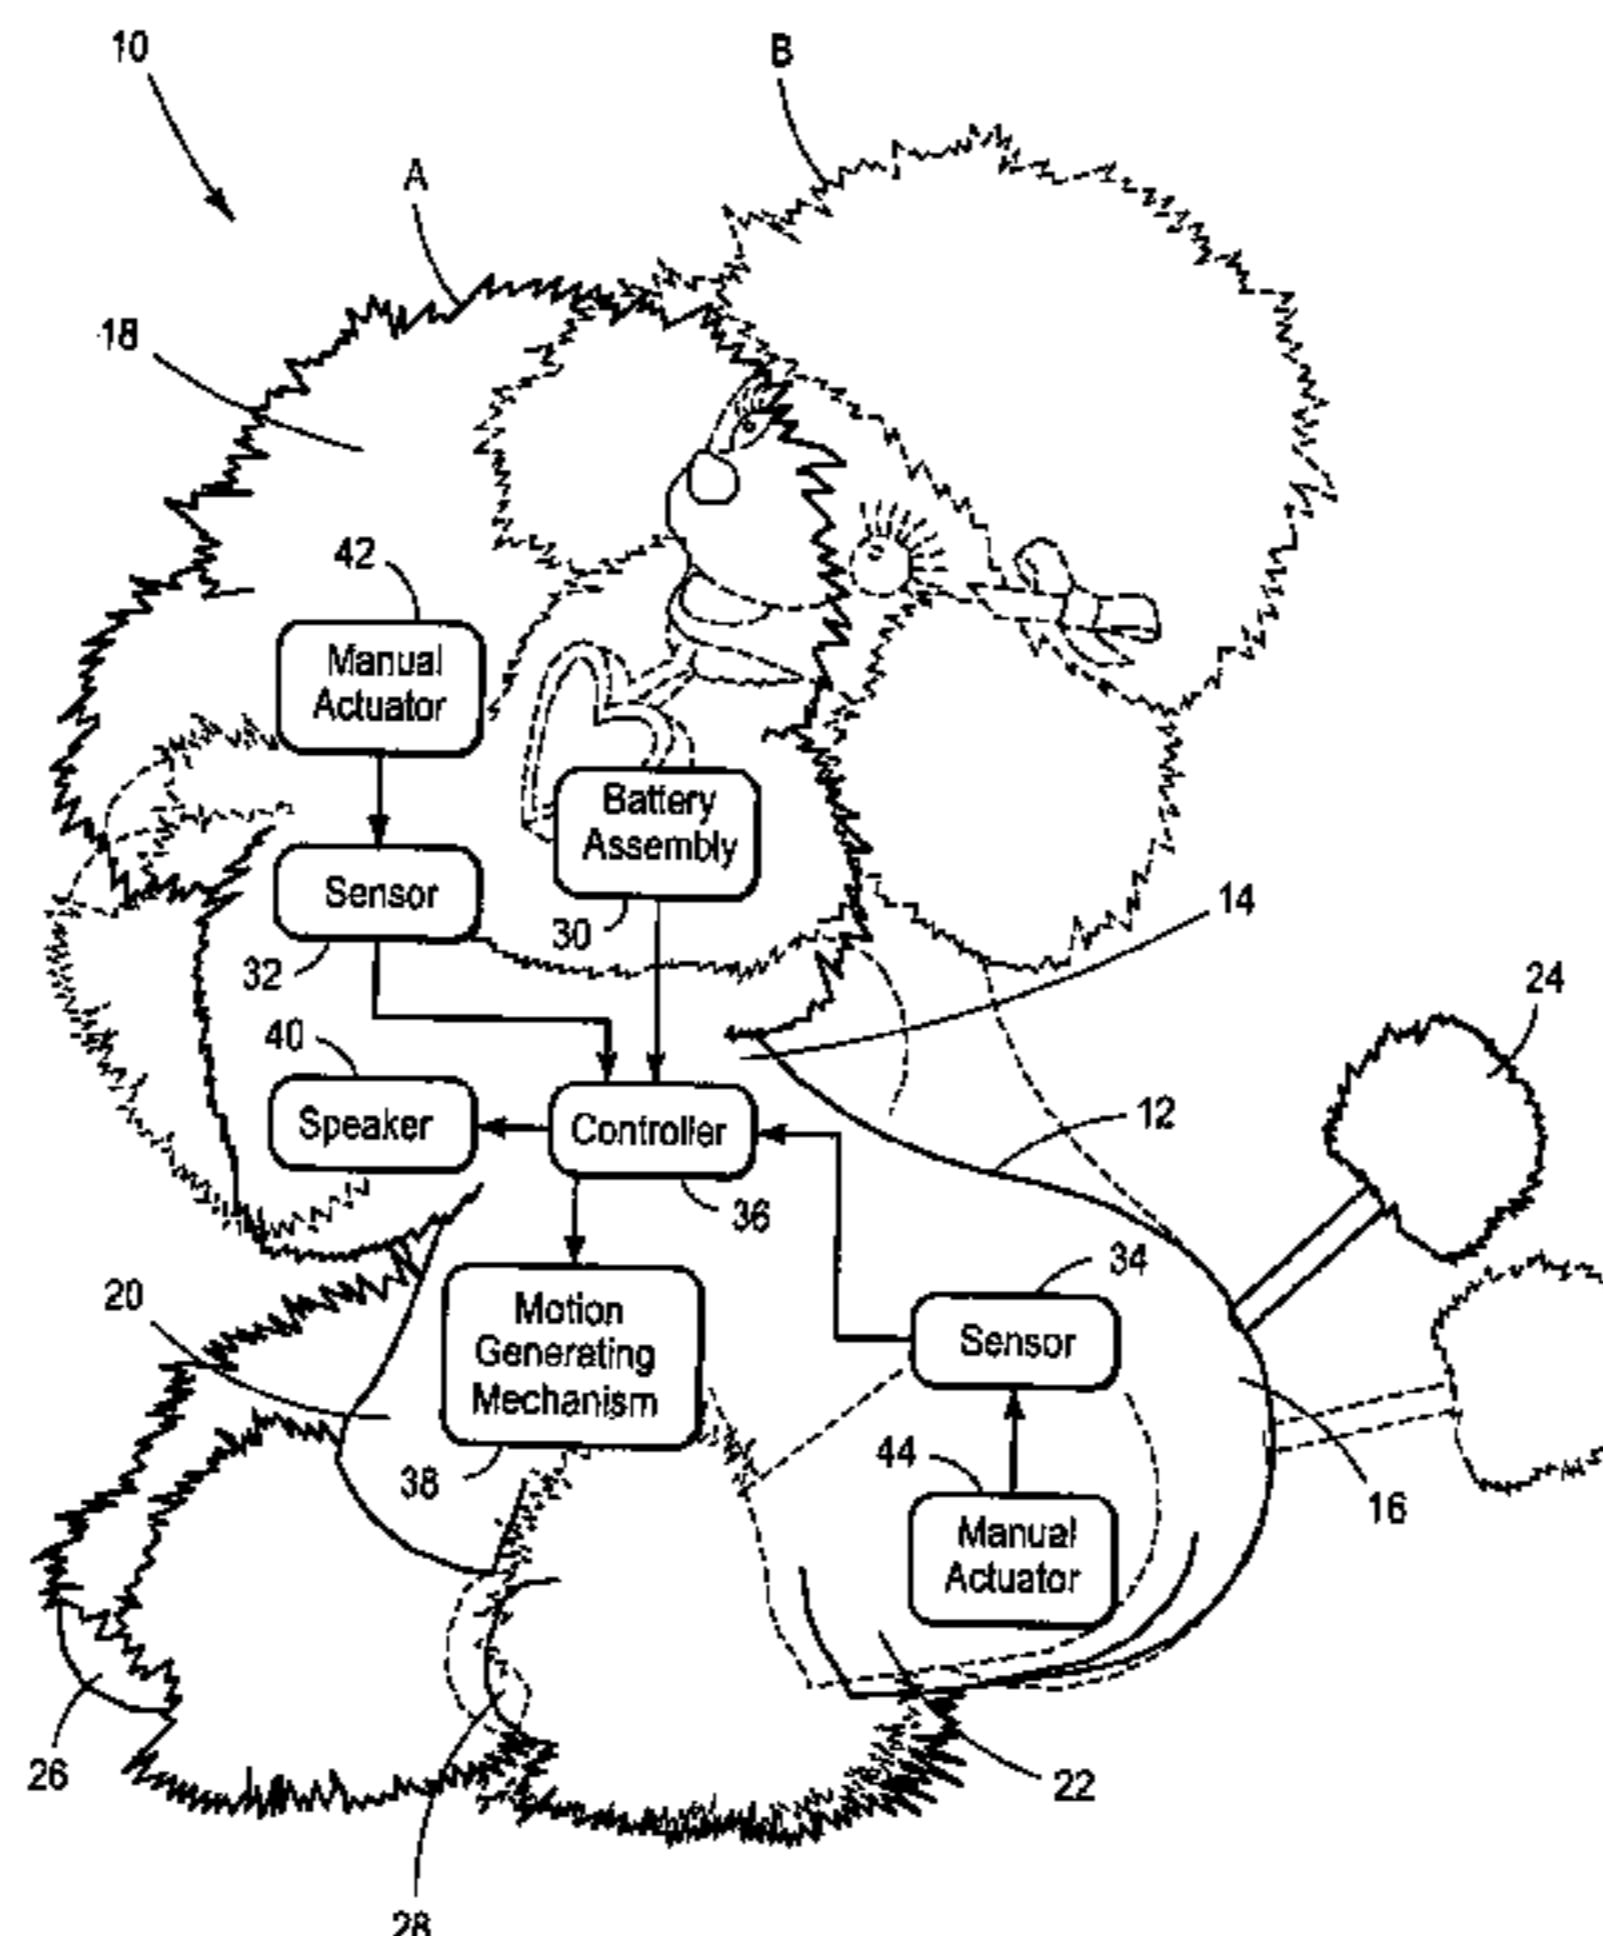 10
B
A
18
42
Manual
Actuator
Battery
Assembly
Sensor
30
14
32
24
40
Speaker
Controller
12
36
34
20
Motion
Generating
Mechanism
Sensor
44
38
16
Manual
Actuator
26
22
28